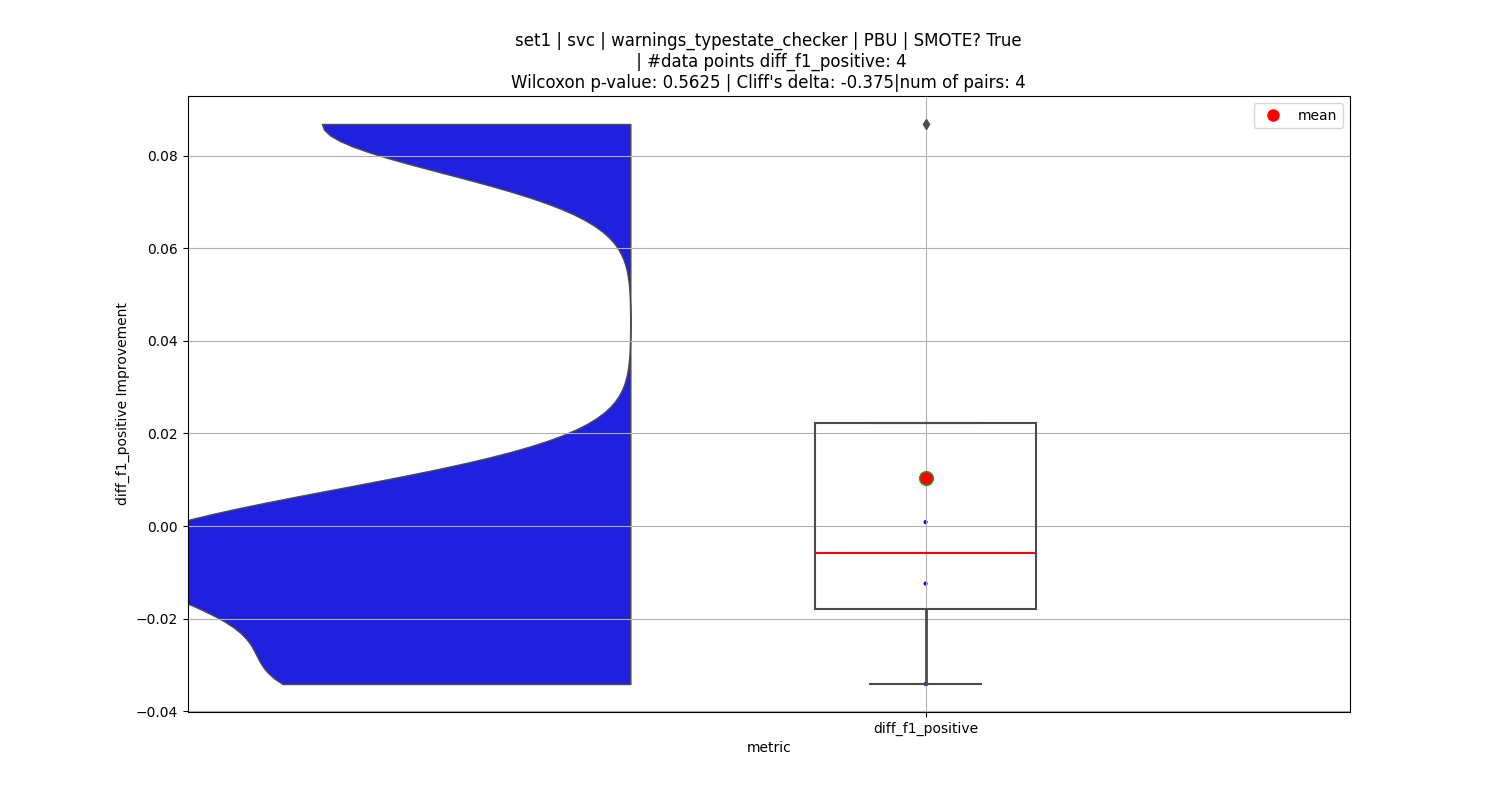 set1 | svc | warnings_typestate_checker | PBU | SMOTE? True
| #data points diff_f1_positive: 4
Wilcoxon p-value: 0.5625 | Cliff's delta: -0.375|num of pairs: 4
mean
0.08
0.06
0.04
0.02
0.00
−0.02
−0.04
diff_f1_positive Improvement
diff_f1_positive
metric